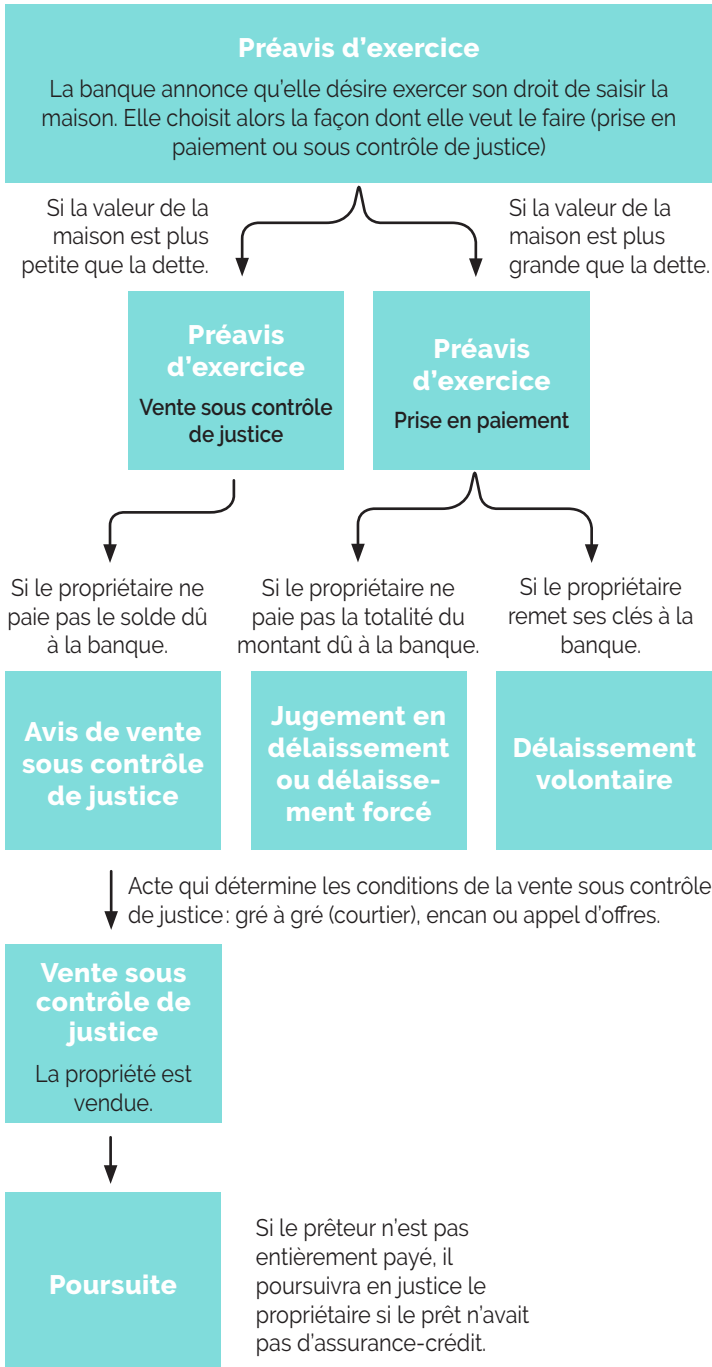 Préavis d'exercice
La banque annonce qu'elle désire exercer son droit de saisir la
maison. Elle choisit alors la façon dont elle veut le faire (prise en
paiement ou sous contrôle de justice)
Si la valeur de la
maison est plus
petite que la dette.
Si la valeur de la
maison est plus
grande que la dette.
Préavis
d'exercice
Vente sous contrôle
de justice
Préavis
d'exercice
Prise en paiement
Si le propriétaire ne
paie pas le solde dû
à la banque.
Si le propriétaire ne
paie pas la totalité du
montant dû à la banque.
Si le propriétaire
remet ses clés à la
banque.
Avis de vente
sous contrôle
de justice
Jugement en
délaissement
ou délaisse-
ment forcé
Délaissement
volontaire
Acte qui détermine les conditions de la vente sous contrôle
de justice : gré à gré (courtier), encan ou appel d'offres.
Vente sous
contrôle de
justice
La propriété est
vendue.
Poursuite
Si le prêteur n'est pas
entièrement payé, il
poursuivra en justice le
propriétaire si le prêt n'avait
pas d'assurance-crédit.